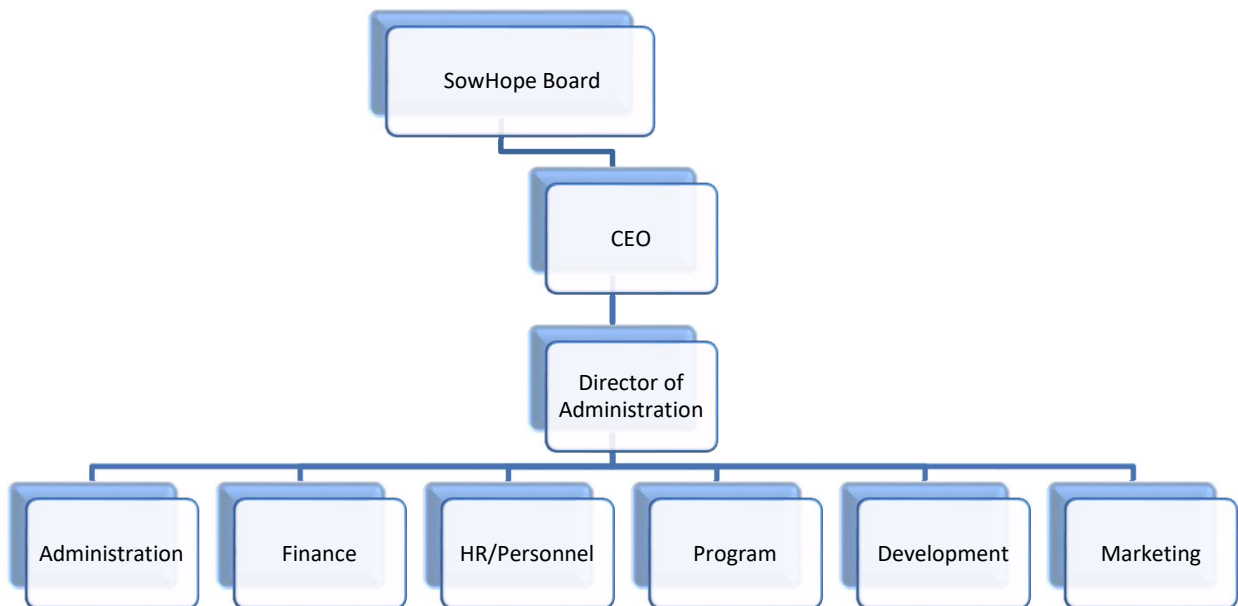 SowHope Board
CEO
Director of
Administration
Administration
Finance
HR/Personnel
Program
Development
Marketing